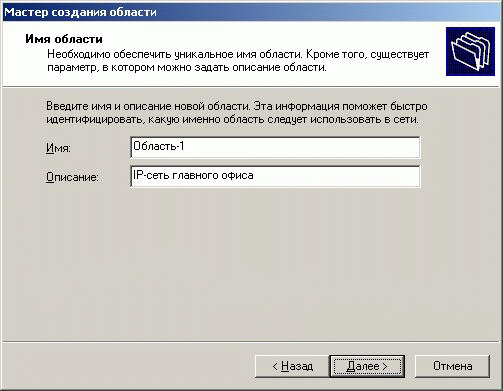 Мастер создания области
Имя области
Необходимо обеспечить уникальное имя области. Кроме того, существует
параметр, в котором можно задать описание области.
Введите имя и описание новой области. Эта информация поможет быстро
идентифицировать, какую именно область следует использовать в сети.
Имя: Область-1
Описание: IP-сеть главного офиса
< Назад Далее > Отмена